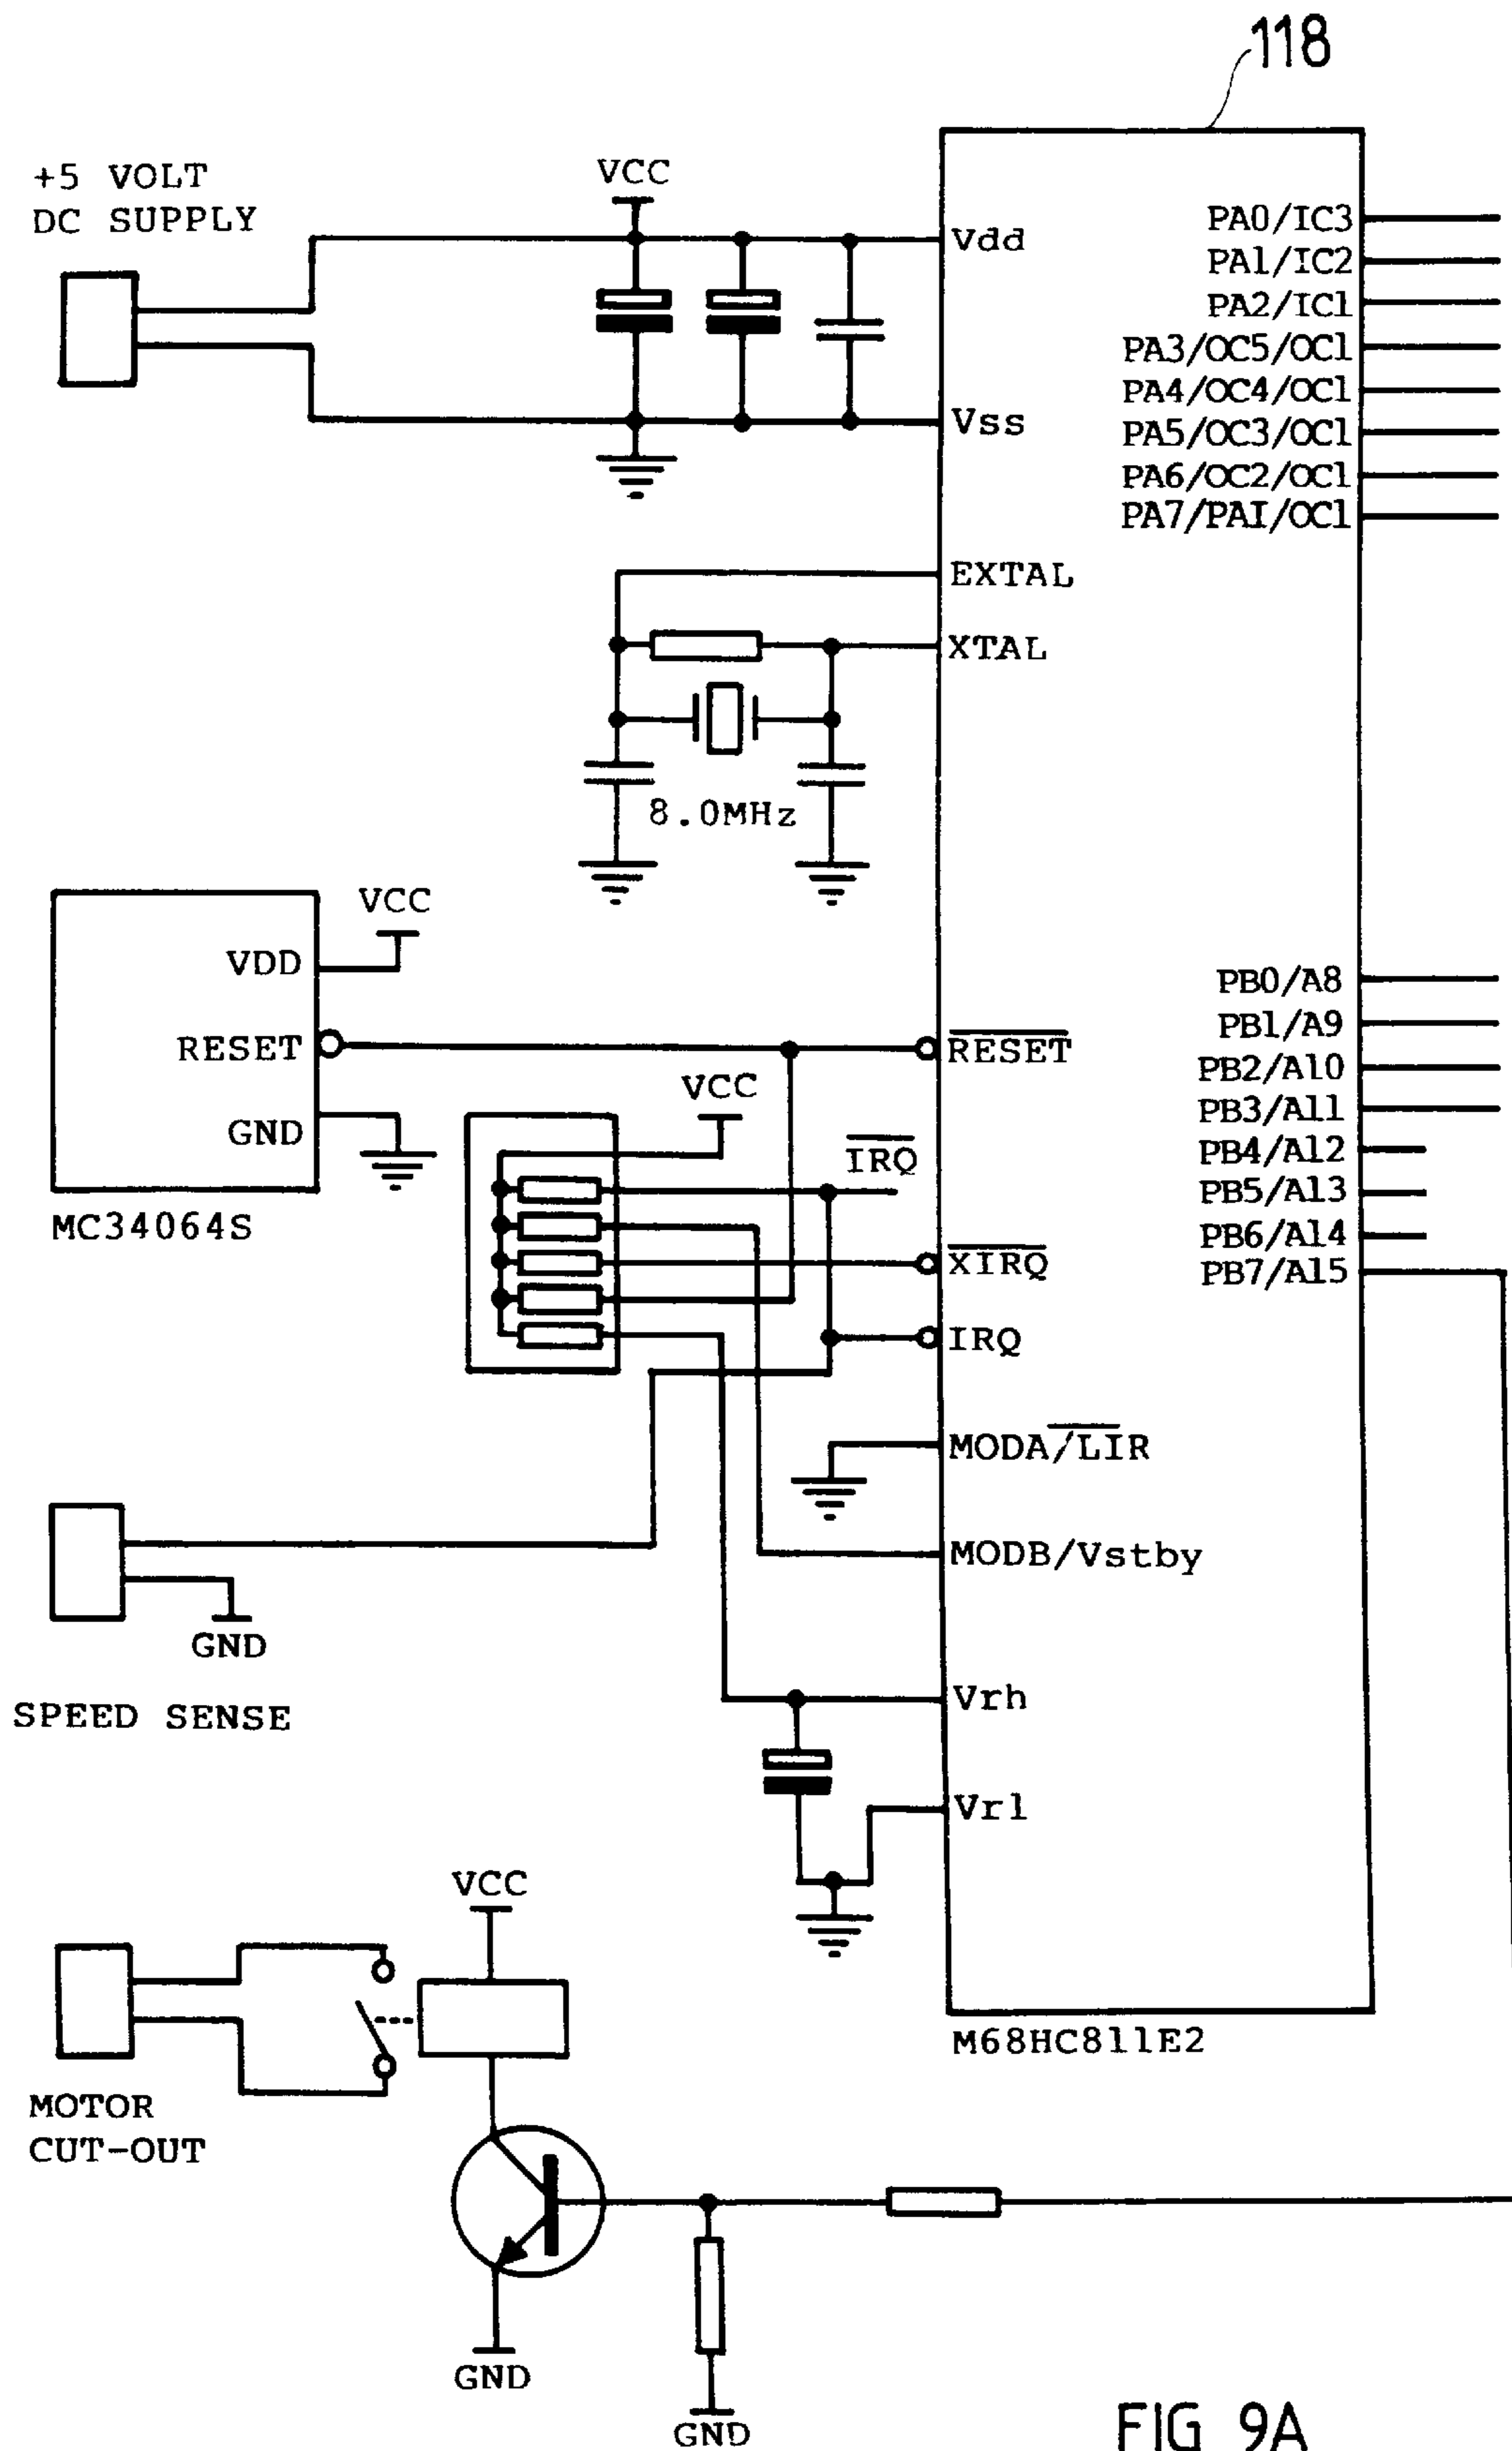 118
+5 VOLT
DC SUPPLY
VCC
Vdd
Vss
PA0/IC3
PA1/IC2
PA2/IC1
PA3/OC5/OC1
PA4/OC4/OC1
PA5/OC3/OC1
PA6/OC2/OC1
PA7/PAI/OC1
EXTAL
XTAL
8.0MHz
VCC
VDD
RESET
GND
MC34064S
RESET
VCC
IRQ
XIRQ
IRQ
PB0/A8
PB1/A9
PB2/A10
PB3/A11
PB4/A12
PB5/A13
PB6/A14
PB7/A15
MODA/LIR
MODB/Vstby
GND
SPEED SENSE
Vrh
Vrl
VCC
M68HC811E2
MOTOR
CUT-OUT
GND
GND
FIG 9A